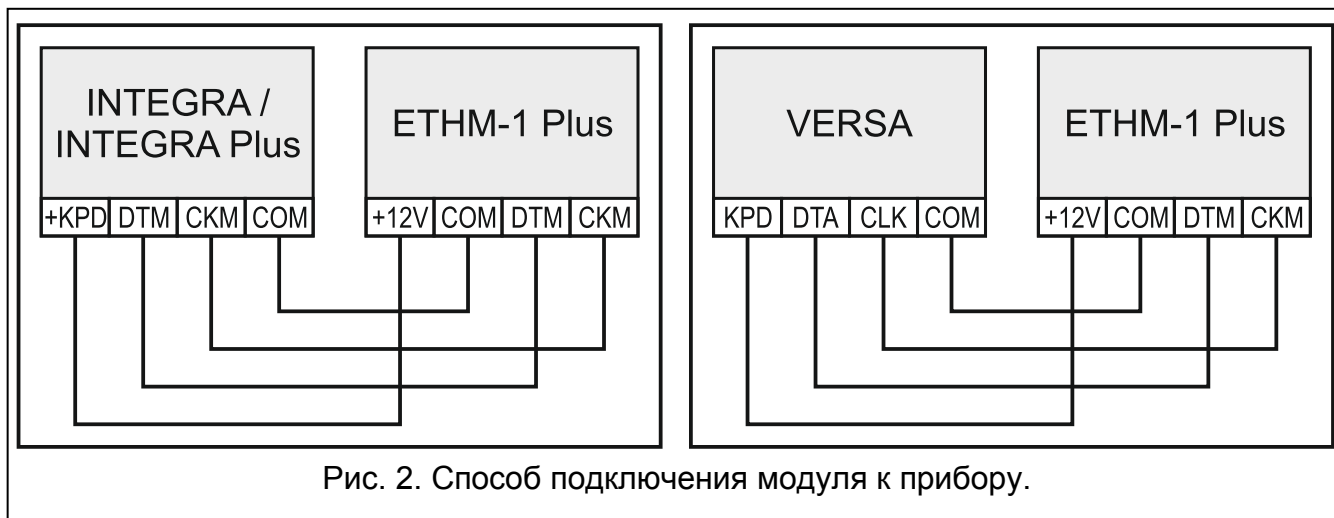 INTEGRA /
INTEGRA Plus
+KPD DTM CKM COM
ETHM-1 Plus
+12V COM DTM CKM
VERSA
KPD DTA CLK COM
ETHM-1 Plus
+12V COM DTM CKM
Рис. 2. Способ подключения модуля к прибору.